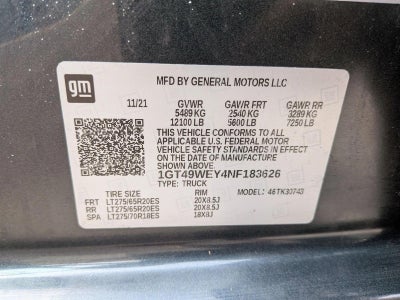 gm
MFD BY GENERAL MOTORS LLC
11/21 GVWR GAWR FRT GAWR RR
5489 KG 2540 KG 3289 KG
12100 LB 5600 LB 7250 LB
THIS VEHICLE CONFORMS TO ALL
APPLICABLE U.S. FEDERAL MOTOR
VEHICLE SAFETY STANDARDS IN EFFECT
ON THE DATE OF MANUFACTURE
SHOWN ABOVE.
1GT49WEY4NF183626
TYPE: TRUCK
TIRE SIZE RIM 46TK30743
FRT LT275/65R20ES 20X8.5J
RR LT275/65R20ES 20X8.5J
SPA LT275/70R18ES 18X8J